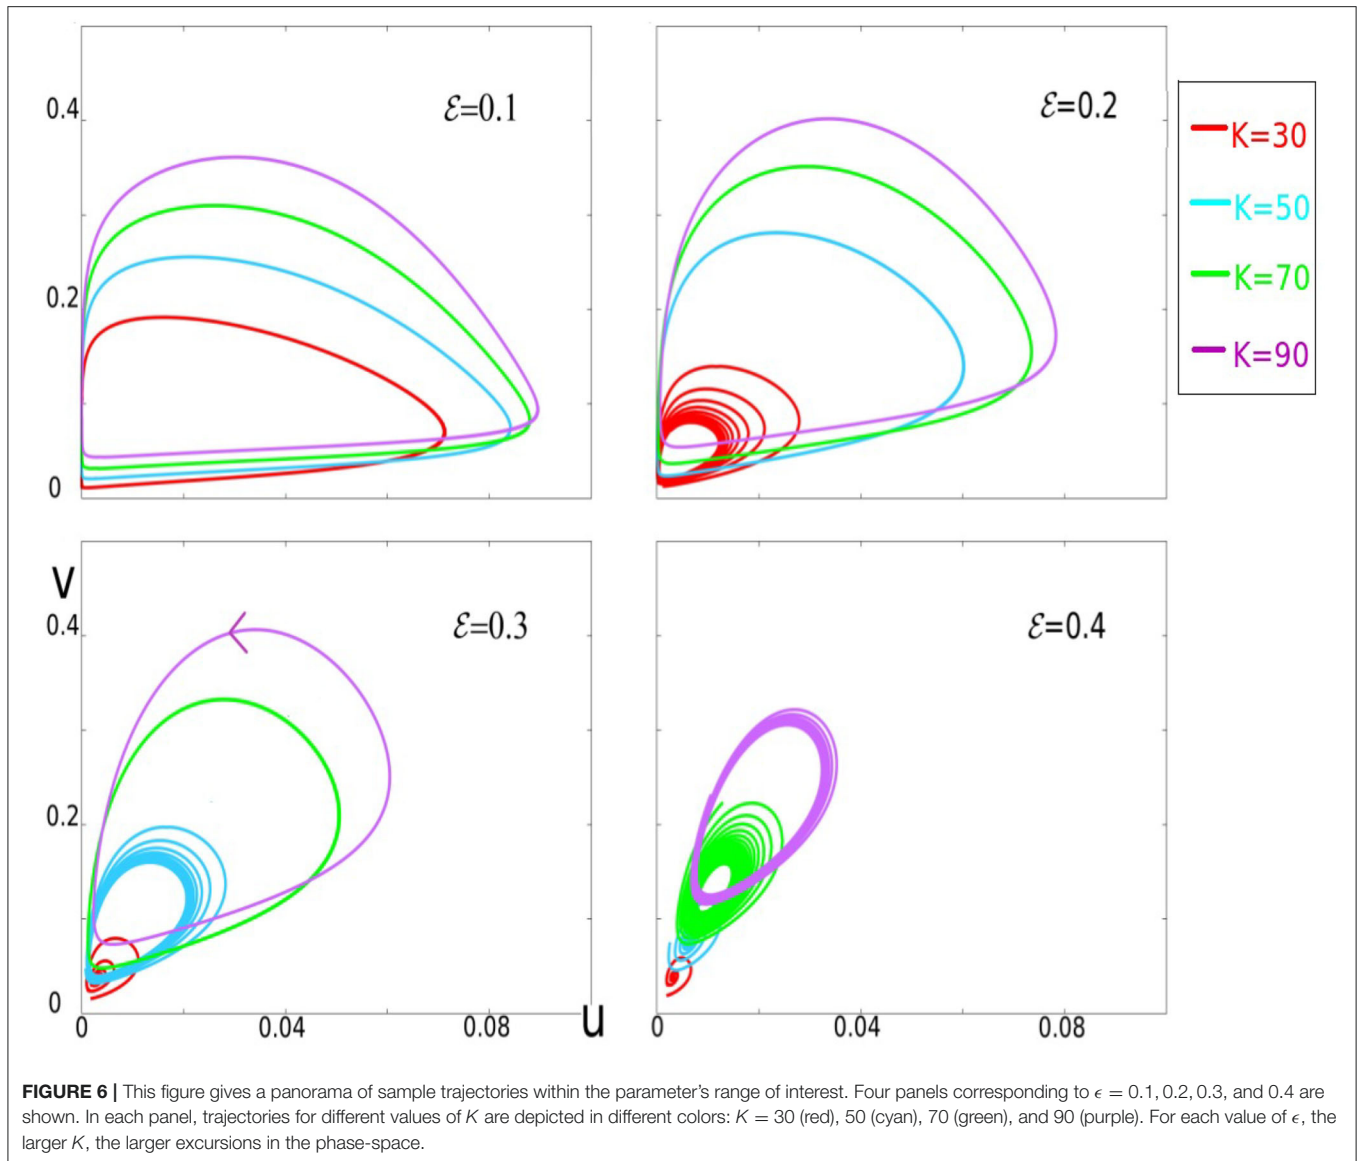 0.4
0.2
0
ℰ=0.1
ℰ=0.2
K=30
K=50
K=70
K=90
V
0.4
0.2
0
ℰ=0.3
ℰ=0.4
0
0.04
0.08
u
0
0.04
0.08
FIGURE 6 | This figure gives a panorama of sample trajectories within the parameter's range of interest. Four panels corresponding to ϵ = 0.1, 0.2, 0.3, and 0.4 are
shown. In each panel, trajectories for different values of K are depicted in different colors: K = 30 (red), 50 (cyan), 70 (green), and 90 (purple). For each value of ϵ, the
larger K, the larger excursions in the phase-space.